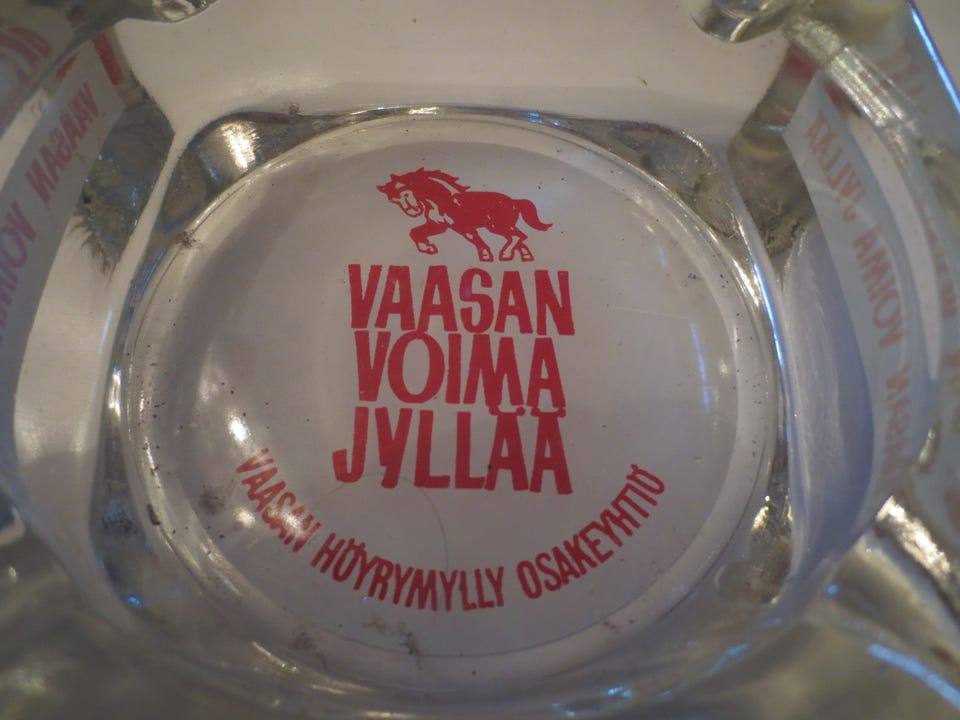 VAASAN
VOIMA
JYLLÄÄ
VAASAN HÖYRYMYLLY OSAKEYHTIÖ